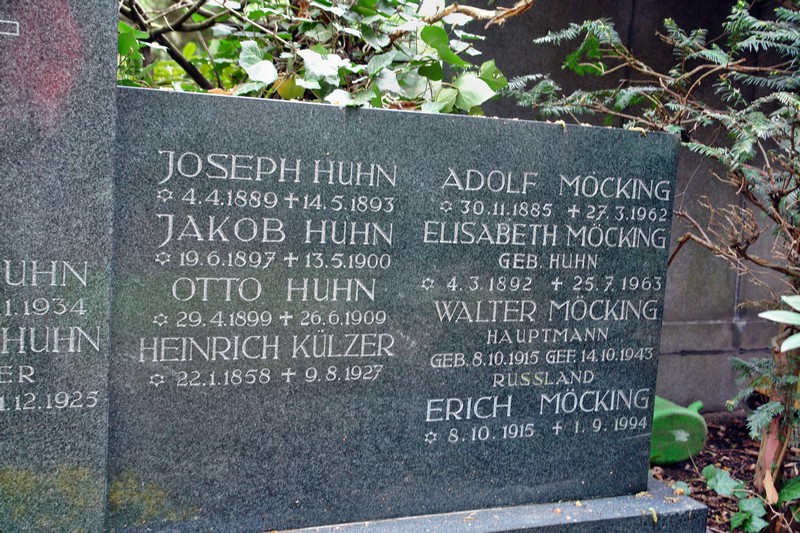 UHN
.1.1934
HUHN
ER
1.12.1925
JOSEPH HUHN
✡ 4.4.1889 ✝ 14.5.1893
JAKOB HUHN
✡ 19.6.1897 ✝ 13.5.1900
OTTO HUHN
✡ 29.4.1899 ✝ 26.6.1909
HEINRICH KÜLZER
✡ 22.1.1858 ✝ 9.8.1927
ADOLF MÖCKING
✡ 30.11.1885 ✝ 27.3.1962
ELISABETH MÖCKING
GEB. HUHN
✡ 4.3.1892 ✝ 25.7.1963
WALTER MÖCKING
HAUPTMANN
GEB. 8.10.1915 GEF. 14.10.1943
RUSSLAND
ERICH MÖCKING
✡ 8.10.1915 ✝ 1.9.1994